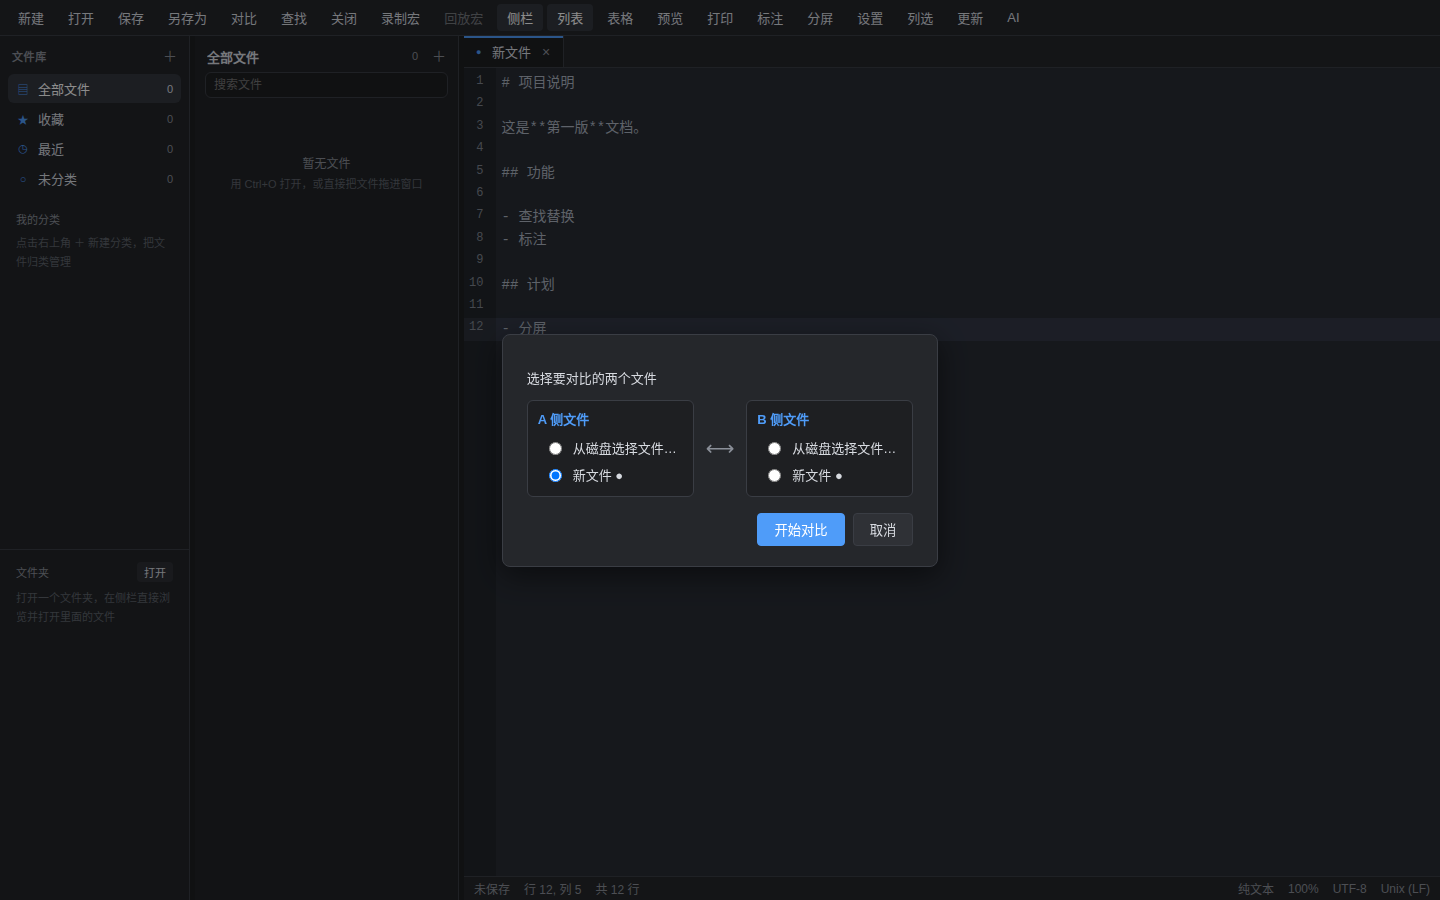 新建 打开 保存 另存为 对比 查找 关闭 录制宏 回放宏 侧栏 列表 表格 预览 打印 标注 分屏 设置 列选 更新 AI
文件库 +
全部文件 0
收藏 0
最近 0
未分类 0
我的分类
点击右上角 + 新建分类，把文
件归类管理
文件夹 打开
打开一个文件夹，在侧栏直接浏
览并打开里面的文件
全部文件 0 +
搜索文件
暂无文件
用 Ctrl+O 打开，或直接把文件拖进窗口
• 新文件 ×
1 # 项目说明
2
3 这是**第一版**文档。
4
5 ## 功能
6
7 - 查找替换
8 - 标注
9
10 ## 计划
11
12 - 分屏
选择要对比的两个文件
A 侧文件
从磁盘选择文件...
新文件 ●
B 侧文件
从磁盘选择文件...
新文件 ●
开始对比 取消
未保存 行 12, 列 5 共 12 行 纯文本 100% UTF-8 Unix (LF)